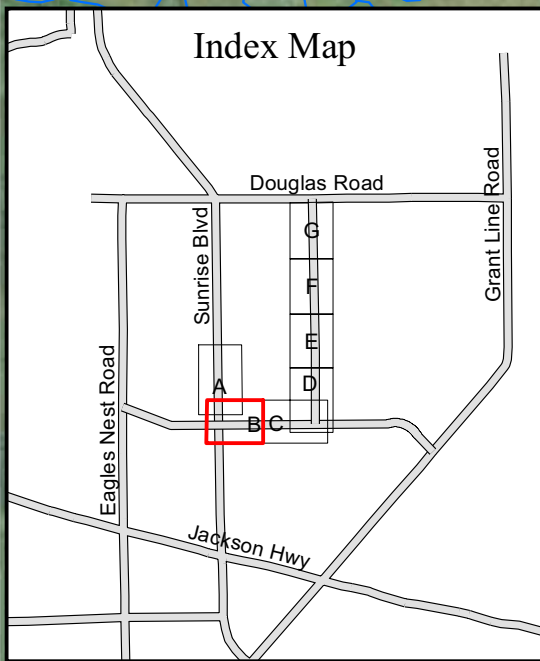 Index Map
Douglas Road
Grant Line Road
Sunrise Blvd
G
F
E
D
A
B
C
Eagles Nest Road
Jackson Hwy